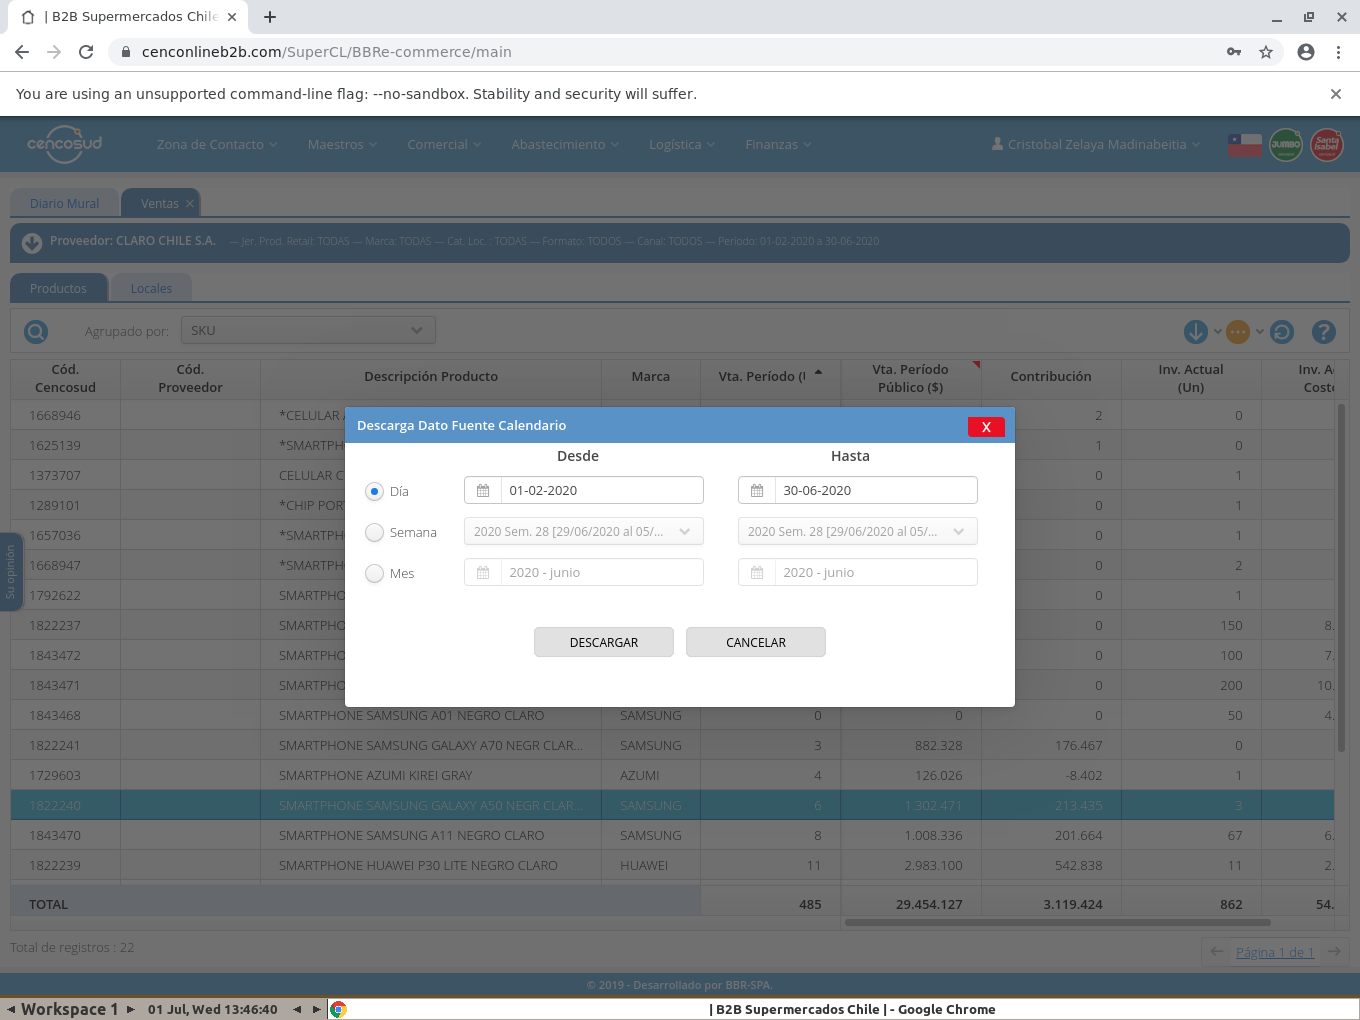 | B2B Supermercados Chile
cenconlineb2b.com/SuperCL/BBRe-commerce/main
You are using an unsupported command-line flag: --no-sandbox. Stability and security will suffer.
cencosud Zona de Contacto Maestros Comercial Abastecimiento Logística Finanzas Cristobal Zelaya Madinabeitia JUMBO Santa Isabel
Diario Mural Ventas
Proveedor: CLARO CHILE S.A. — Jer. Prod. Retail: TODAS — Marca: TODAS — Cat. Loc. : TODAS — Formato: TODOS — Canal: TODOS — Período: 01-02-2020 a 30-06-2020
Productos Locales
Agrupado por: SKU
Cód. Cencosud Cód. Proveedor Descripción Producto Marca Vta. Período ( Vta. Período Público ($) Contribución Inv. Actual (Un) Inv. A Cost
1668946 *CELULAR 2 0
1625139 *SMARTPH 1 0
1373707 CELULAR C 0 1
1289101 *CHIP POR 0 1
1657036 *SMARTPH 0 1
1668947 *SMARTPH 0 2
1792622 SMARTPHO 0 1
1822237 SMARTPHO 0 150 8.
1843472 SMARTPHO 0 100 7.
1843471 SMARTPHO 0 200 10.
1843468 SMARTPHONE SAMSUNG A01 NEGRO CLARO SAMSUNG 0 0 0 50 4.
1822241 SMARTPHONE SAMSUNG GALAXY A70 NEGR CLAR... SAMSUNG 3 882.328 176.467 0
1729603 SMARTPHONE AZUMI KIREI GRAY AZUMI 4 126.026 -8.402 1
1822240 SMARTPHONE SAMSUNG GALAXY A50 NEGR CLAR... SAMSUNG 6 1.302.471 213.435 3
1843470 SMARTPHONE SAMSUNG A11 NEGRO CLARO SAMSUNG 8 1.008.336 201.664 67 6.
1822239 SMARTPHONE HUAWEI P30 LITE NEGRO CLARO HUAWEI 11 2.983.100 542.838 11 2.
TOTAL 485 29.454.127 3.119.424 862 54.
Total de registros : 22
Página 1 de 1
Su opinión
Descarga Dato Fuente Calendario X
Desde Hasta
Día 01-02-2020 30-06-2020
Semana 2020 Sem. 28 [29/06/2020 al 05/... 2020 Sem. 28 [29/06/2020 al 05/...
Mes 2020 - junio 2020 - junio
DESCARGAR CANCELAR
© 2019 - Desarrollado por BBR-SPA.
Workspace 1 01 Jul, Wed 13:46:40 | B2B Supermercados Chile | - Google Chrome